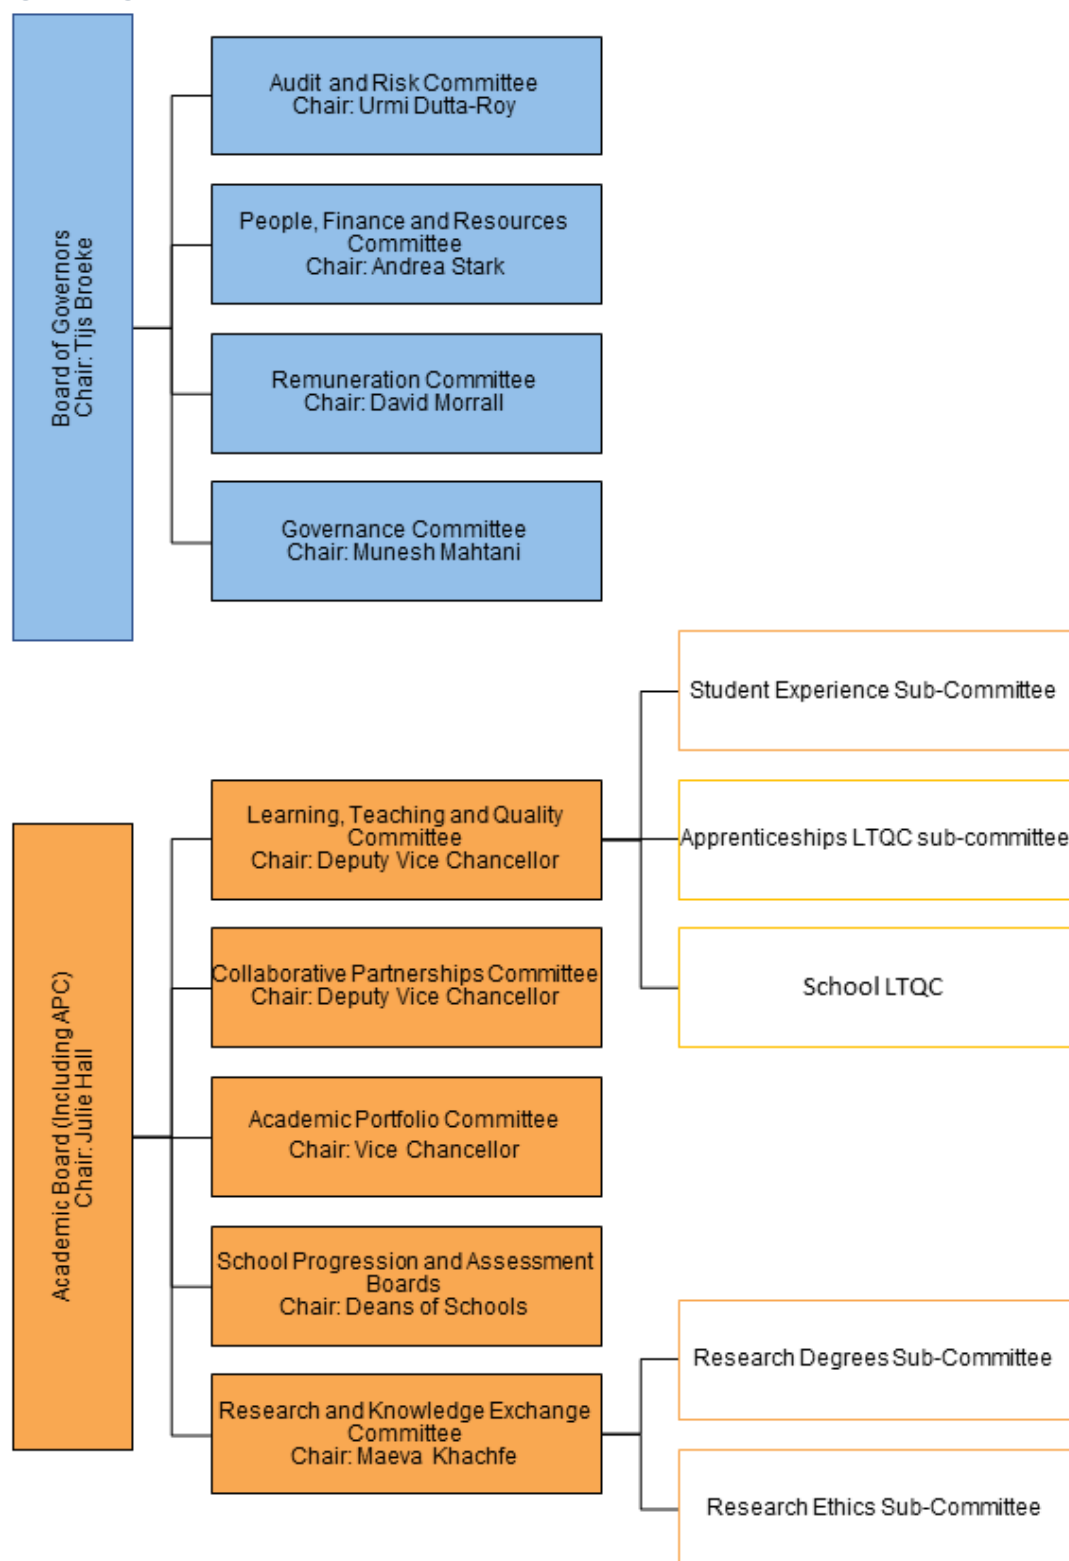 Board of Governors
Chair: Tijs Broeke
Audit and Risk Committee
Chair: Urmi Dutta-Roy
People, Finance and Resources
Committee
Chair: Andrea Stark
Remuneration Committee
Chair: David Morrall
Governance Committee
Chair: Munesh Mahtani
Academic Board (Including APC)
Chair: Julie Hall
Learning, Teaching and Quality
Committee
Chair: Deputy Vice Chancellor
Student Experience Sub-Committee
Apprenticeships LTQC sub-committee
School LTQC
Collaborative Partnerships Committee
Chair: Deputy Vice Chancellor
Academic Portfolio Committee
Chair: Vice Chancellor
School Progression and Assessment
Boards
Chair: Deans of Schools
Research and Knowledge Exchange
Committee
Chair: Maeva Khachfe
Research Degrees Sub-Committee
Research Ethics Sub-Committee